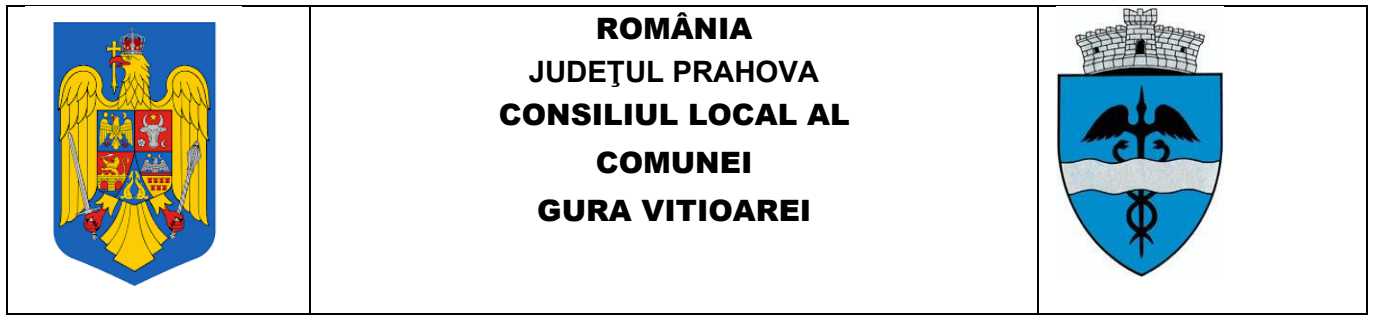 ROMÂNIA
JUDEŢUL PRAHOVA
CONSILIUL LOCAL AL
COMUNEI
GURA VITIOAREI